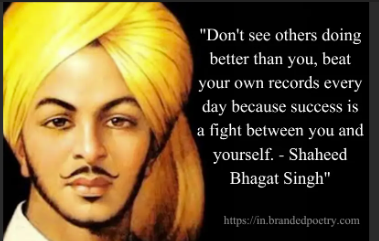 "Don't see others doing
better than you, beat
your own records every
day because success is
a fight between you and
yourself. - Shaheed
Bhagat Singh"
https://in.brandedpoetry.com